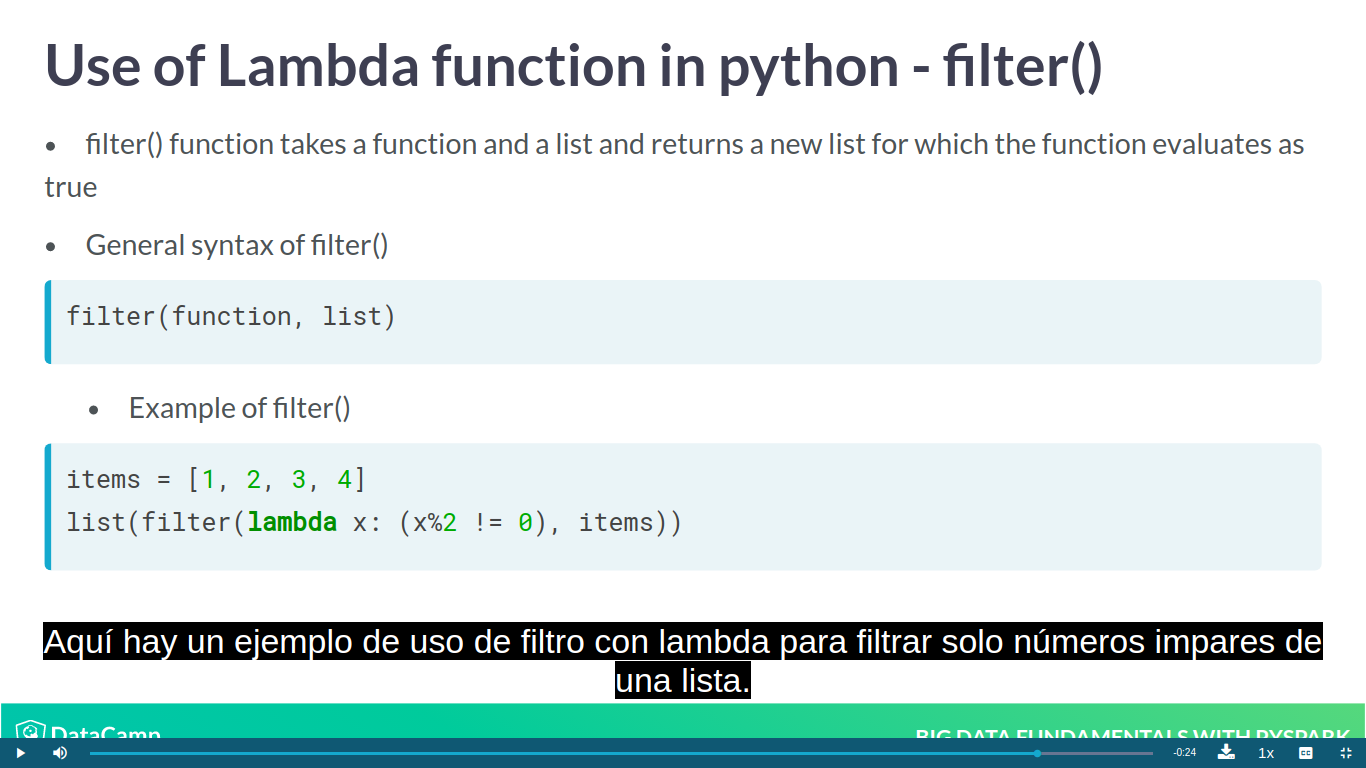 Use of Lambda function in python - filter()
• filter() function takes a function and a list and returns a new list for which the function evaluates as
true
• General syntax of filter()
filter(function, list)
• Example of filter()
items = [1, 2, 3, 4]
list(filter(lambda x: (x%2 != 0), items))
Aquí hay un ejemplo de uso de filtro con lambda para filtrar solo números impares de
una lista.
DataCamp
BIG DATA FUNDAMENTALS WITH PYSPARK
-0:24
1x
CC